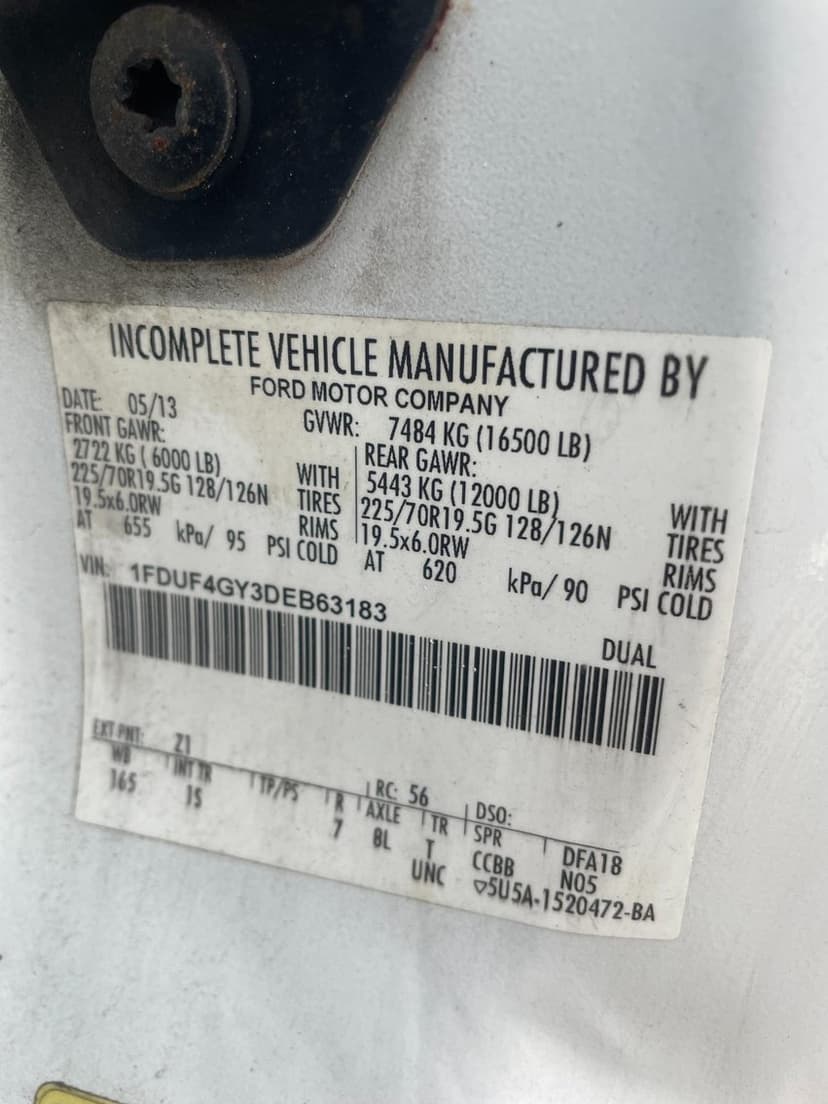 INCOMPLETE VEHICLE MANUFACTURED BY
FORD MOTOR COMPANY
DATE: 05/13
GVWR: 7484 KG (16500 LB)
FRONT GAWR:
2722 KG ( 6000 LB) WITH
225/70R19.5G 128/126N TIRES
19.5x6.0RW RIMS
AT 655 kPa/ 95 PSI COLD
REAR GAWR:
5443 KG (12000 LB) WITH
225/70R19.5G 128/126N TIRES
19.5x6.0RW RIMS
AT 620 kPa/ 90 PSI COLD
VIN: 1FDUF4GY3DEB63183
DUAL
EXT PNT: Z1 RC: 56 DSO:
WB INT TR TP/PS R AXLE TR SPR DFA18
165 1S 7 8L T CCBB N05
UNC ▽5U5A-1520472-BA